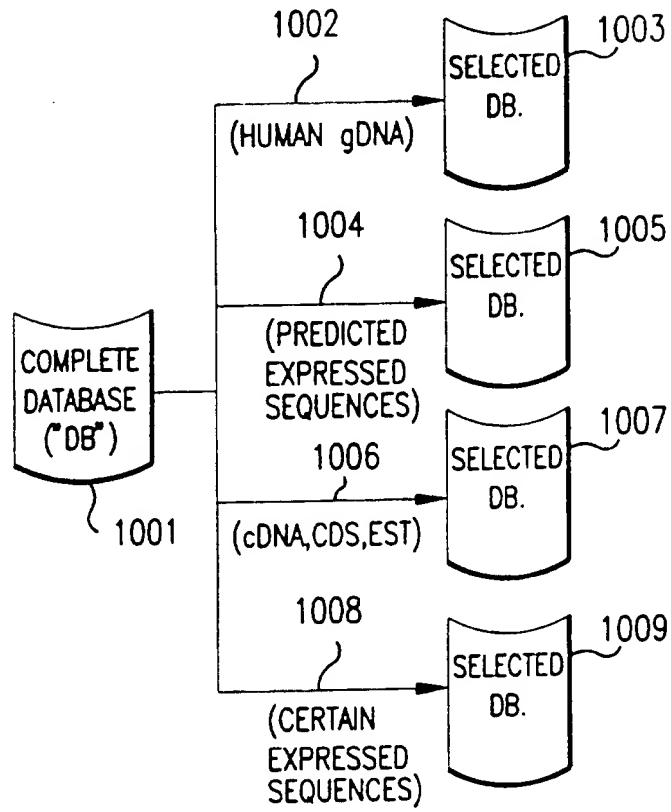 1002
SELECTED
DB.
1003
(HUMAN gDNA)
1004
SELECTED
DB.
1005
(PREDICTED
EXPRESSED
SEQUENCES)
COMPLETE
DATABASE
("DB")
1001
1006
SELECTED
DB.
1007
(cDNA,CDS,EST)
1008
SELECTED
DB.
1009
(CERTAIN
EXPRESSED
SEQUENCES)